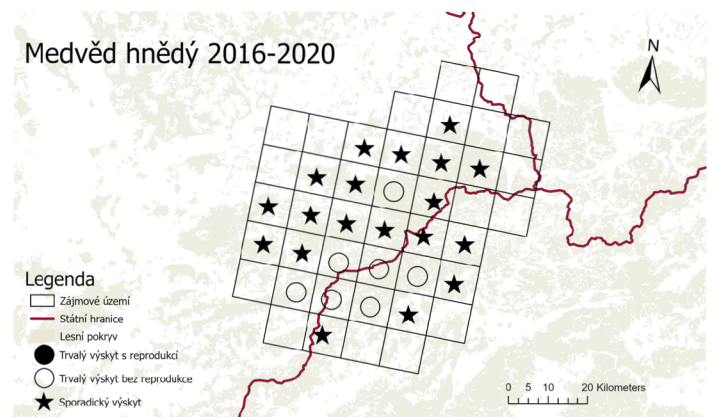 Medvěd hnědý 2016-2020
N
Legenda
Zájmové území
Státní hranice
Lesní pokryv
Trvalý výskyt s reprodukcí
Trvalý výskyt bez reprodukce
Sporadický výskyt
0 5 10 20 Kilometers